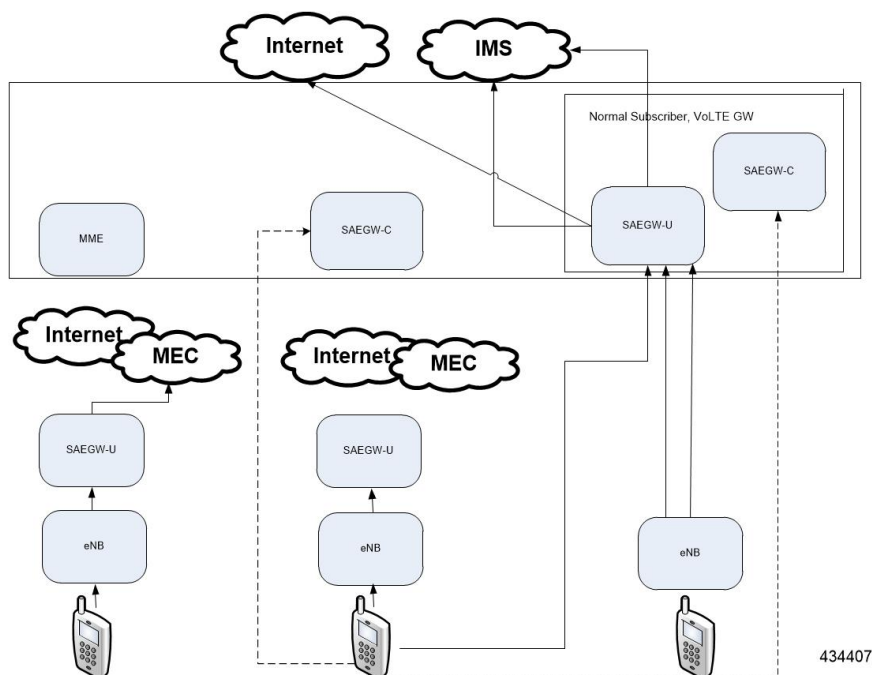 Internet
IMS
Normal Subscriber, VoLTE GW
SAEGW-C
SAEGW-U
MME
SAEGW-C
Internet
MEC
Internet
MEC
SAEGW-U
SAEGW-U
eNB
eNB
eNB
434407